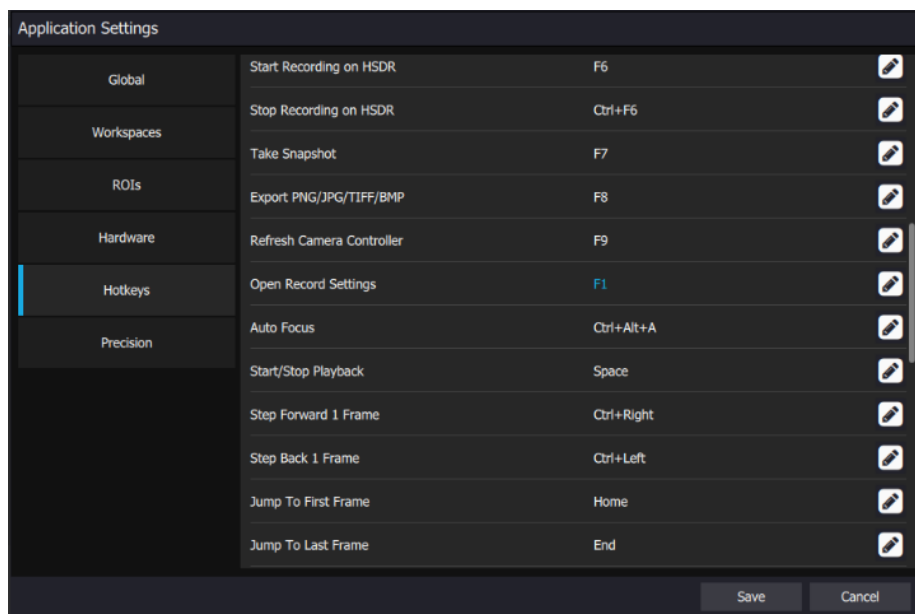 Application Settings
Global
Workspaces
ROIs
Hardware
Hotkeys
Precision
Start Recording on HSDR F6
Stop Recording on HSDR Ctrl+F6
Take Snapshot F7
Export PNG/JPG/TIFF/BMP F8
Refresh Camera Controller F9
Open Record Settings F1
Auto Focus Ctrl+Alt+A
Start/Stop Playback Space
Step Forward 1 Frame Ctrl+Right
Step Back 1 Frame Ctrl+Left
Jump To First Frame Home
Jump To Last Frame End
Save Cancel